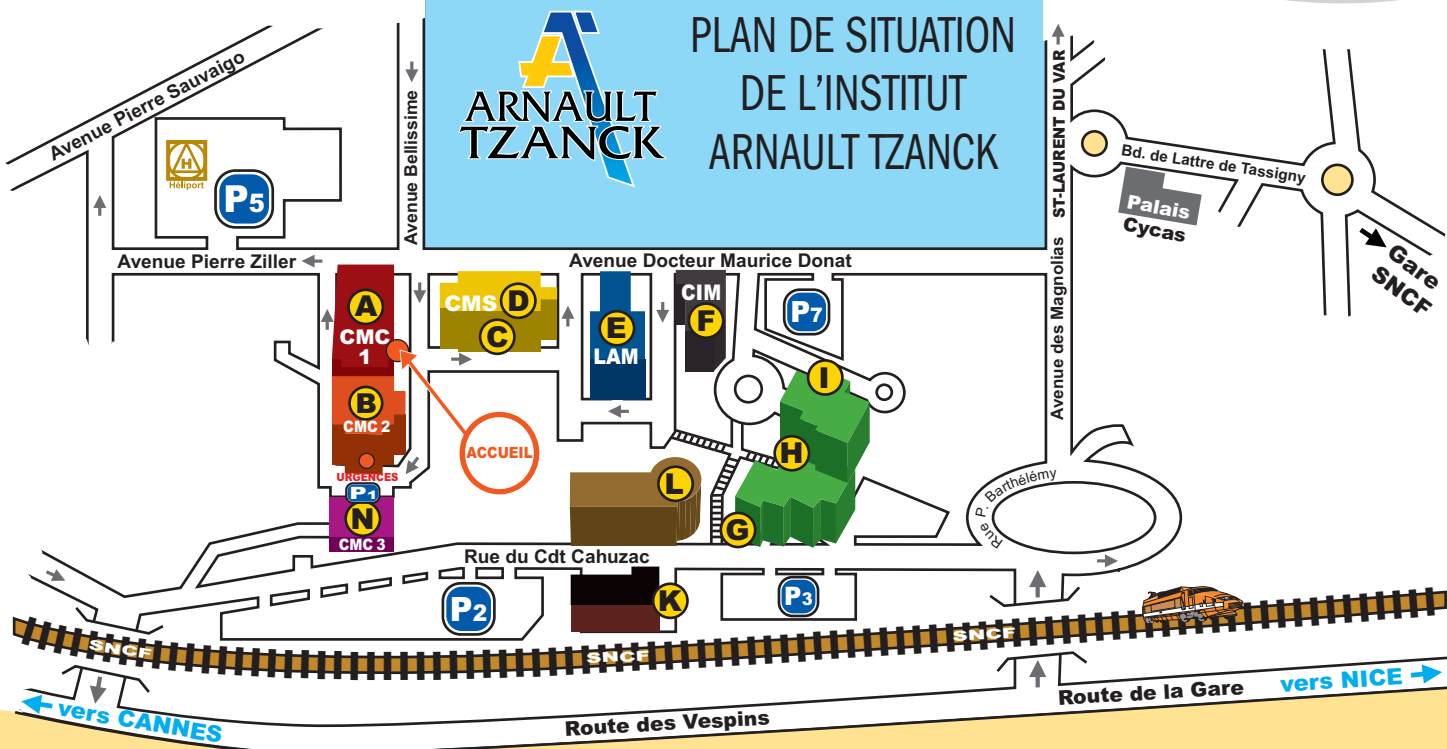 PLAN DE SITUATION
DE L'INSTITUT
ARNAULT TZANCK
ARNAULT
TZANCK
Avenue Pierre Sauvaigo
Avenue Bellissime
ST-LAURENT DU VAR
H
Héliport
P5
Bd. de Lattre de Tassigny
Palais
Cycas
Gare
SNCF
Avenue Pierre Ziller
Avenue Docteur Maurice Donat
Avenue des Magnolias
A
CMC
1
CMS D
C
E
LAM
CIM
F
P7
I
B
CMC 2
ACCUEIL
URGENCES
P1
N
CMC 3
H
L
G
Rue P. Barthélémy
Rue du Cdt Cahuzac
P2
K
P3
SNCF
SNCF
SNCF
vers CANNES
Route des Vespins
Route de la Gare
vers NICE